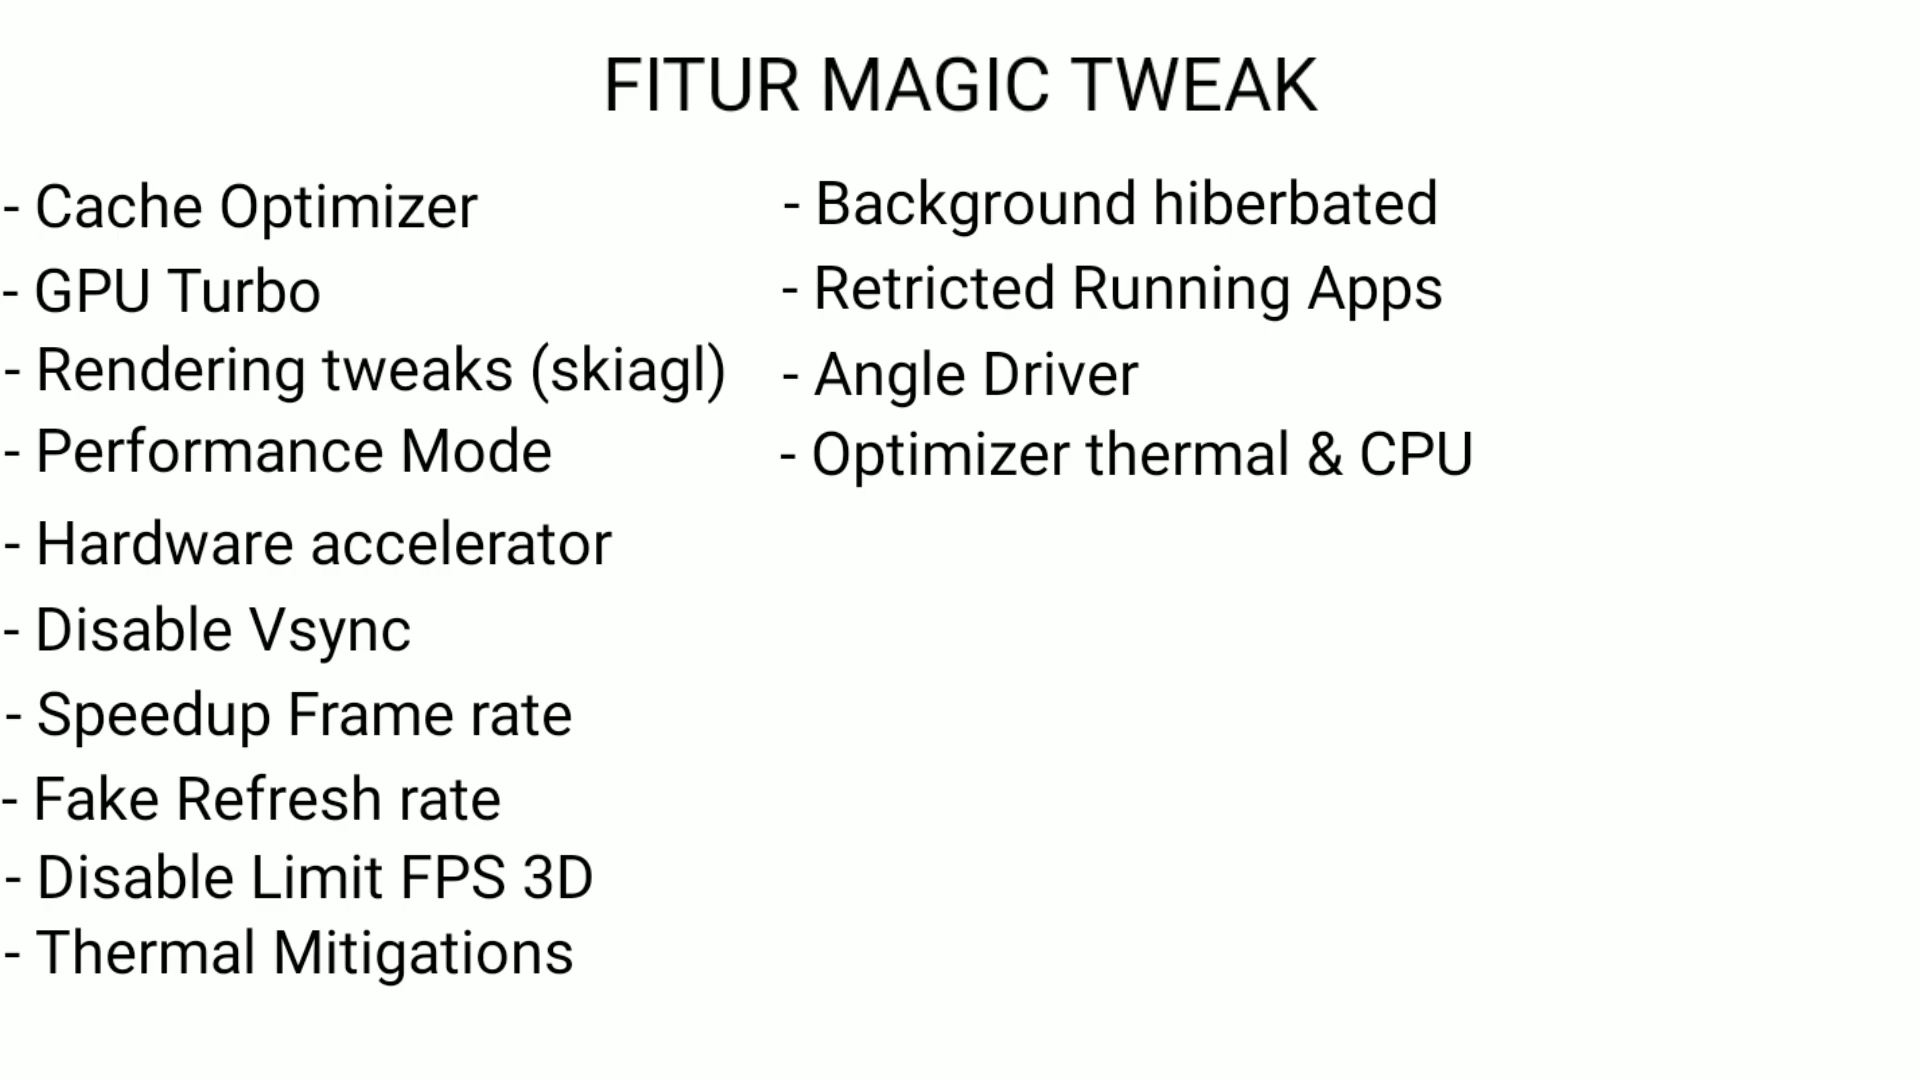 FITUR MAGIC TWEAK
- Cache Optimizer
- GPU Turbo
- Rendering tweaks (skiagl)
- Performance Mode
- Hardware accelerator
- Disable Vsync
- Speedup Frame rate
- Fake Refresh rate
- Disable Limit FPS 3D
- Thermal Mitigations
- Background hiberbated
- Retricted Running Apps
- Angle Driver
- Optimizer thermal & CPU